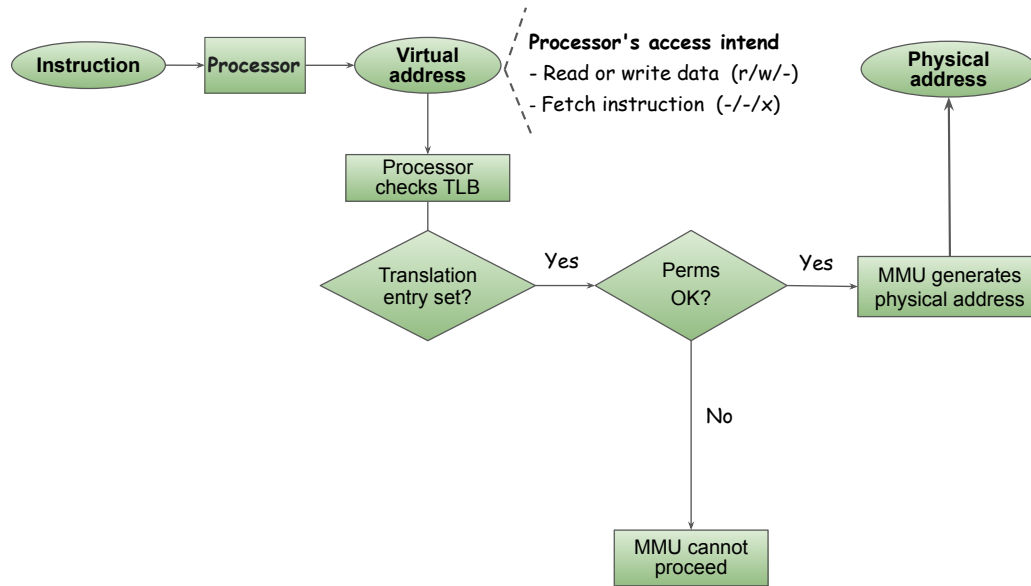 Instruction
Processor
Virtual
address
Processor's access intend
- Read or write data (r/w/-)
- Fetch instruction (-/-/x)
Physical
address
Processor
checks TLB
Translation
entry set?
Yes
Perms
OK?
Yes
MMU generates
physical address
No
MMU cannot
proceed